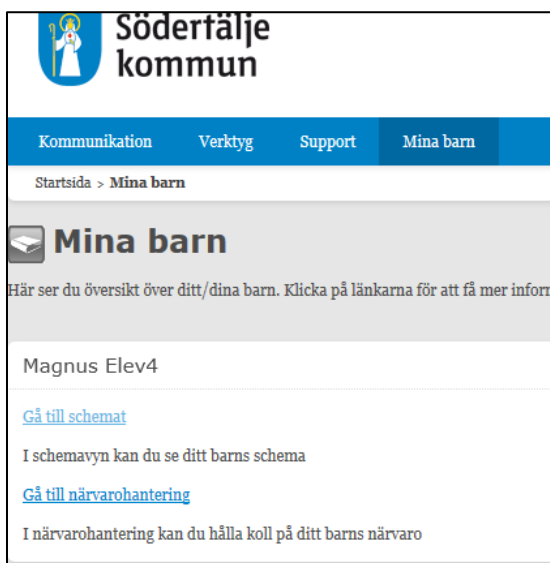 Södertälje
kommun
Kommunikation Verktyg Support Mina barn
Startsida > Mina barn
Mina barn
Här ser du översikt över ditt/dina barn. Klicka på länkarna för att få mer
Magnus Elev4
Gå till schemat
I schemavyn kan du se ditt barns schema
Gå till närvarohantering
I närvarohantering kan du hålla koll på ditt barns närvaro